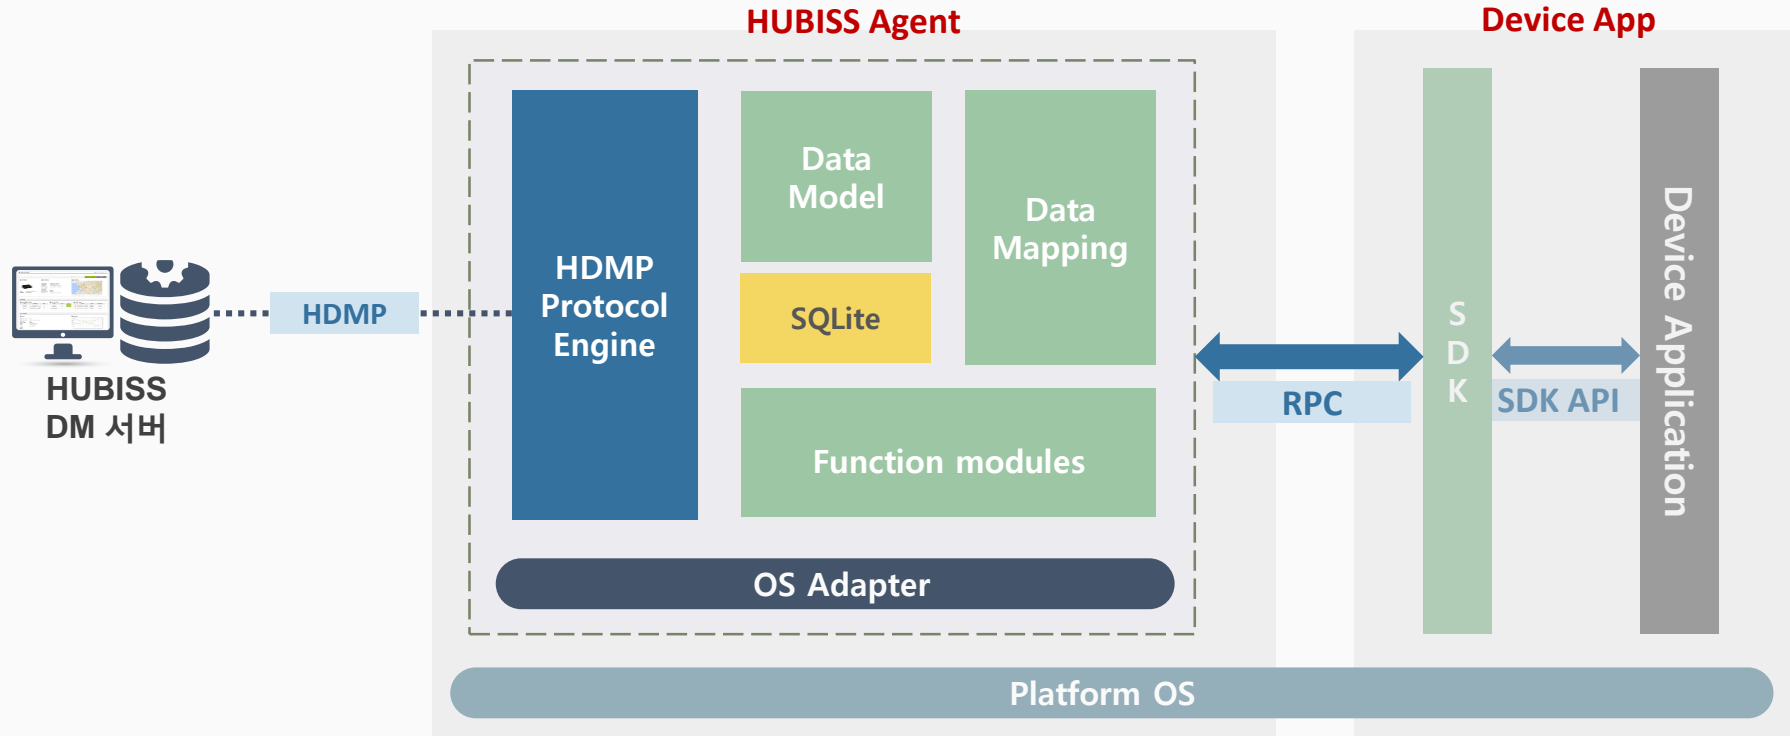 HUBISS Agent
Device App
HDMP
Protocol
Engine
Data
Model
SQLite
Data
Mapping
Function modules
OS Adapter
HDMP
HUBISS
DM 서버
RPC
S
D
K
SDK API
Device Application
Platform OS